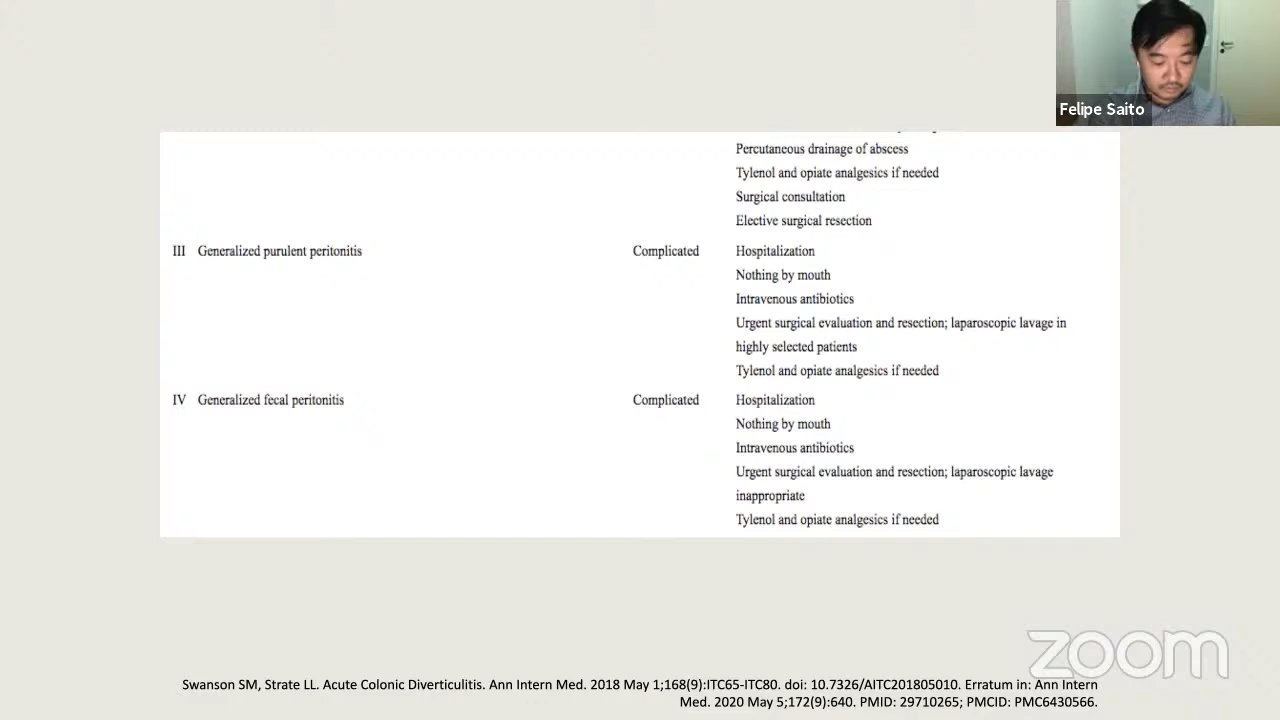 Felipe Saito
Percutaneous drainage of abscess
Tylenol and opiate analgesics if needed
Surgical consultation
Elective surgical resection
III Generalized purulent peritonitis Complicated Hospitalization
Nothing by mouth
Intravenous antibiotics
Urgent surgical evaluation and resection; laparoscopic lavage in
highly selected patients
Tylenol and opiate analgesics if needed
IV Generalized fecal peritonitis Complicated Hospitalization
Nothing by mouth
Intravenous antibiotics
Urgent surgical evaluation and resection; laparoscopic lavage
inappropriate
Tylenol and opiate analgesics if needed
zoom
Swanson SM, Strate LL. Acute Colonic Diverticulitis. Ann Intern Med. 2018 May 1;168(9):ITC65-ITC80. doi: 10.7326/AITC201805010. Erratum in: Ann Intern
Med. 2020 May 5;172(9):640. PMID: 29710265; PMCID: PMC6430566.